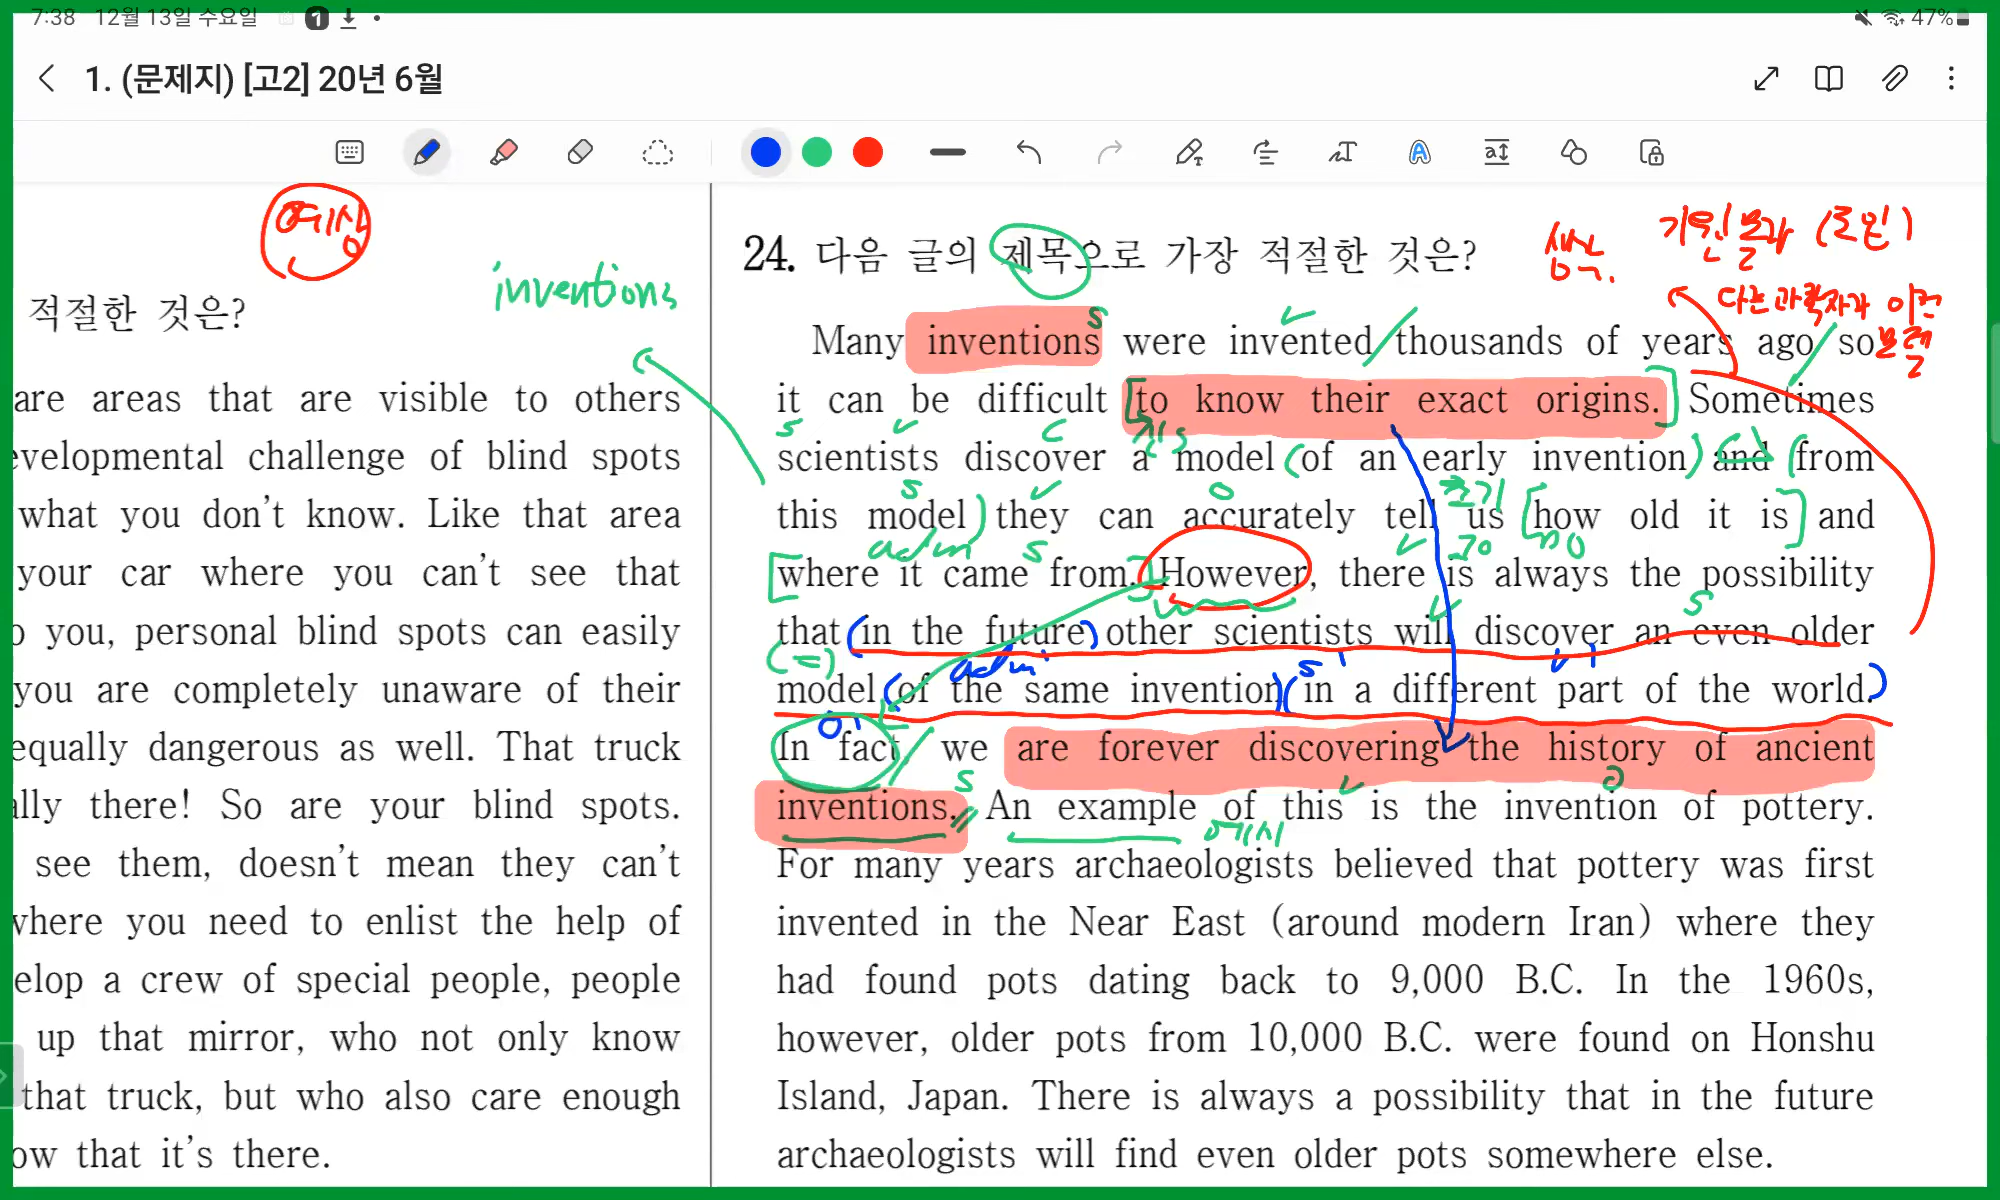 7:38 12월 13일 수요일
47%
1. (문제지) [고2] 20년 6월
예상
inventions
적절한 것은?
are areas that are visible to others
evelopmental challenge of blind spots
what you don't know. Like that area
your car where you can't see that
o you, personal blind spots can easily
you are completely unaware of their
equally dangerous as well. That truck
ally there! So are your blind spots.
see them, doesn't mean they can't
where you need to enlist the help of
elop a crew of special people, people
up that mirror, who not only know
that truck, but who also care enough
ow that it's there.
24. 다음 글의 제목으로 가장 적절한 것은?
기원
다른 과학자가
Many inventions were invented thousands of years ago so
it can be difficult [to know their exact origins.] Sometimes
scientists discover a model (of an early invention) and (from
this model) they can accurately tell us [how old it is] and
[where it came from.] However, there is always the possibility
that (in the future) other scientists will discover an even older
(=)
model (of the same invention) (in a different part of the world.)
In fact we are forever discovering the history of ancient
inventions. An example of this is the invention of pottery.
예시
For many years archaeologists believed that pottery was first
invented in the Near East (around modern Iran) where they
had found pots dating back to 9,000 B.C. In the 1960s,
however, older pots from 10,000 B.C. were found on Honshu
Island, Japan. There is always a possibility that in the future
archaeologists will find even older pots somewhere else.